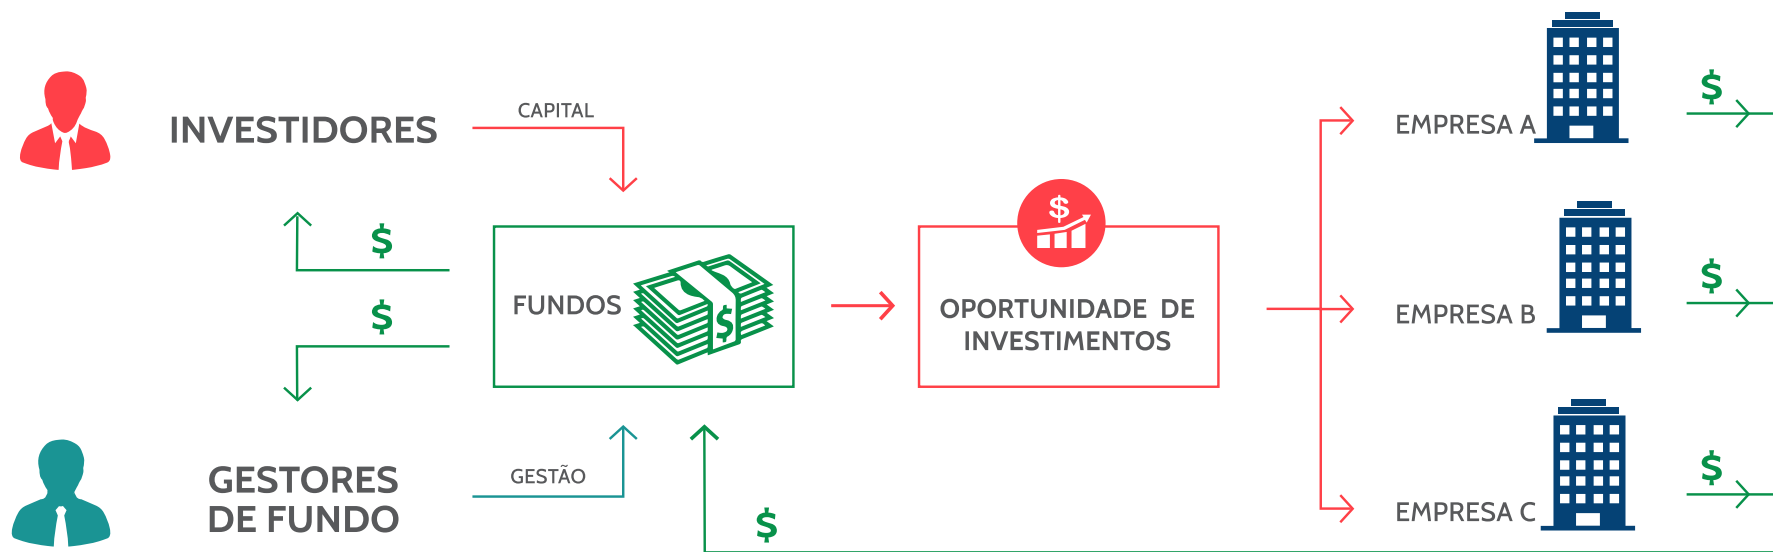 INVESTIDORES
CAPITAL
$
$
FUNDOS
$
GESTORES
DE FUNDO
GESTÃO
$
$
OPORTUNIDADE DE
INVESTIMENTOS
EMPRESA A
$
EMPRESA B
$
EMPRESA C
$